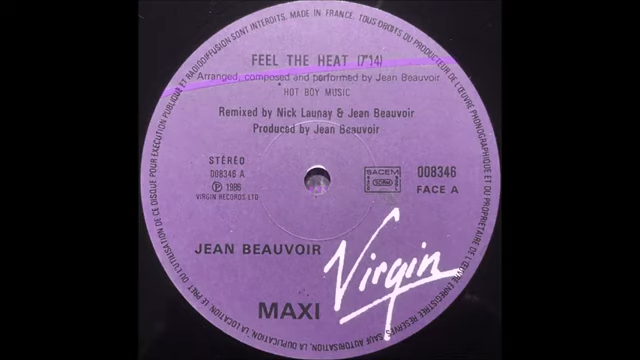 MADE IN FRANCE. TOUS DROITS DU PRODUCTEUR DE L'ŒUVRE PHONOGRAPHIQUE ET DU PROPRIETAIRE DE L'ŒUVRE ENREGISTREE RESERVES. SAUF AUTORISATION, LA DUPLICATION, LA LOCATION, LE PRET OU L'UTILISATION DE CE DISQUE POUR EXECUTION PUBLIQUE ET RADIODIFFUSION SONT INTERDITS.
FEEL THE HEAT (7"14)
Arranged, composed and performed by Jean Beauvoir
HOT BOY MUSIC
Remixed by Nick Launay & Jean Beauvoir
Produced by Jean Beauvoir
STÉREO
008346 A
Ⓟ 1986
VIRGIN RECORDS LTD
SACEM
SDRM
008346
FACE A
JEAN BEAUVOIR
Virgin
MAXI